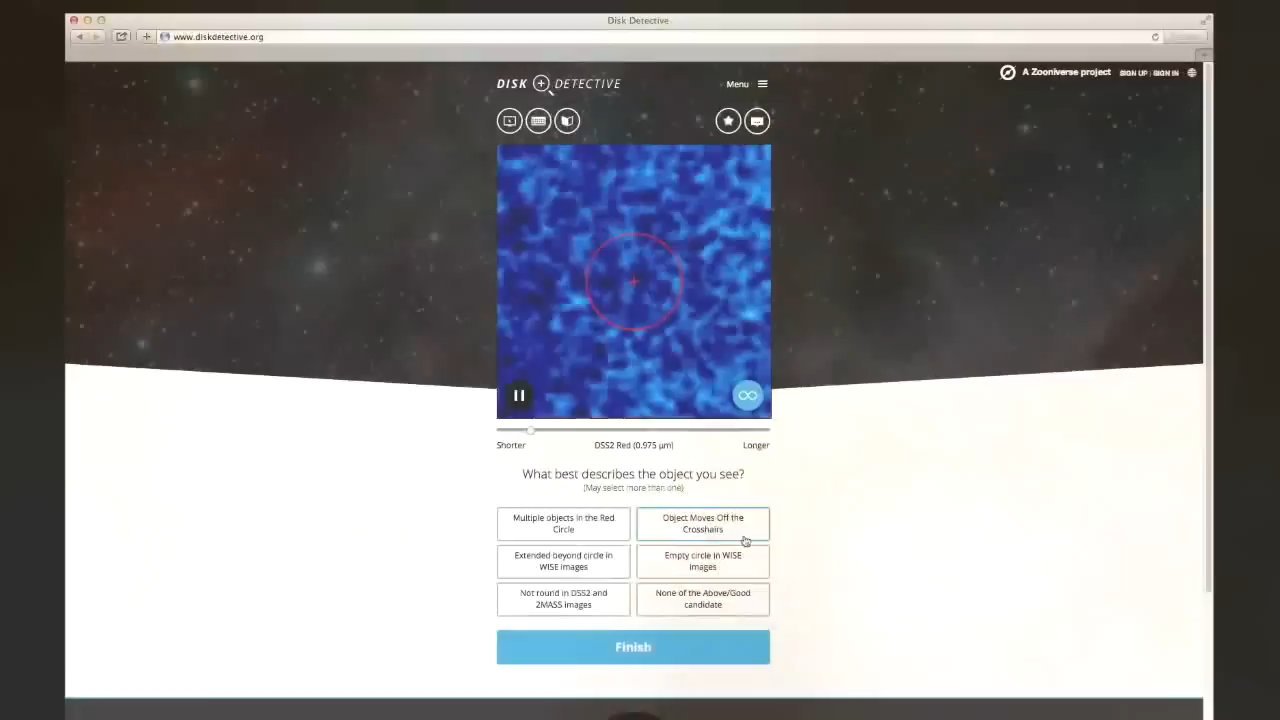 Disk Detective
www.diskdetective.org
A Zooniverse project SIGN UP | SIGN IN
DISK DETECTIVE
Menu
Shorter DSS2 Red (0.975 µm) Longer
What best describes the object you see?
(May select more than one)
Multiple objects in the Red
Circle
Object Moves Off the
Crosshairs
Extended beyond circle in
WISE images
Empty circle in WISE
images
Not round in DSS2 and
2MASS images
None of the Above/Good
candidate
Finish